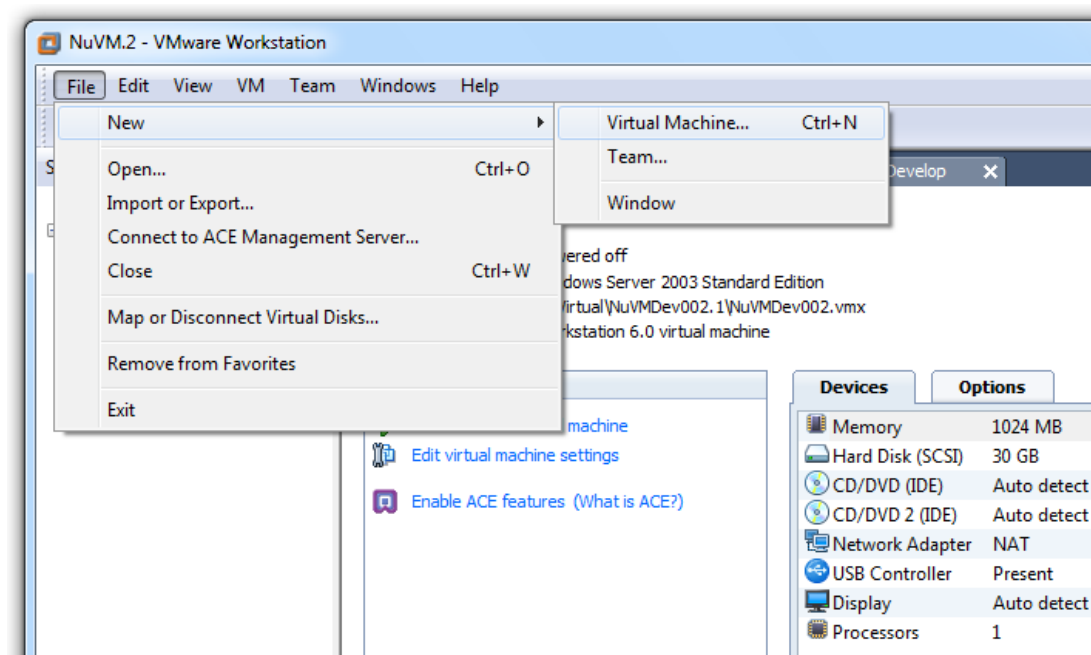 NuVM.2 - VMware Workstation
File Edit View VM Team Windows Help
New
Virtual Machine... Ctrl+N
Team...
Window
Open... Ctrl+O
Import or Export...
Connect to ACE Management Server...
Close Ctrl+W
Map or Disconnect Virtual Disks...
Remove from Favorites
Exit
S
Develop
ered off
dows Server 2003 Standard Edition
Virtual\NuVMDev002.1\NuVMDev002.vmx
rkstation 6.0 virtual machine
machine
Edit virtual machine settings
Enable ACE features (What is ACE?)
Devices Options
Memory 1024 MB
Hard Disk (SCSI) 30 GB
CD/DVD (IDE) Auto detect
CD/DVD 2 (IDE) Auto detect
Network Adapter NAT
USB Controller Present
Display Auto detect
Processors 1